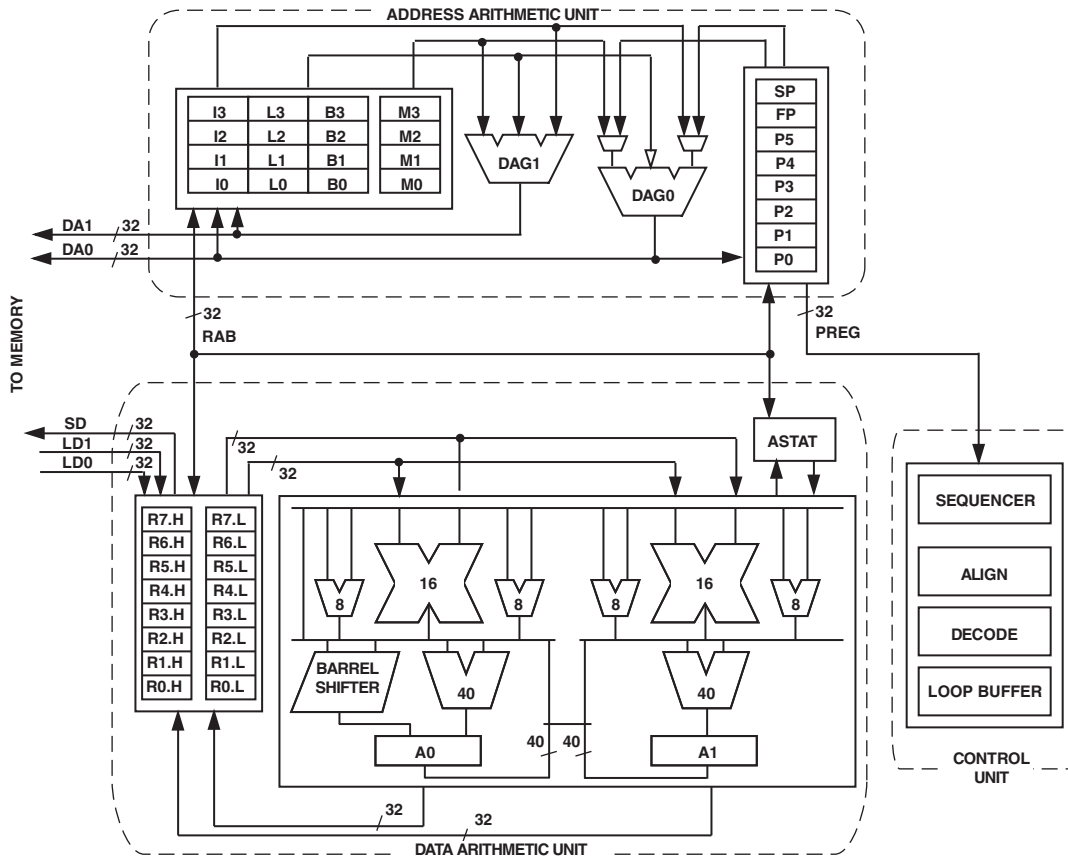 ADDRESS ARITHMETIC UNIT
SP
I3 L3 B3 M3 FP
I2 L2 B2 M2 P5
I1 L1 B1 M1 DAG1 P4
I0 L0 B0 M0 DAG0 P3
P2
DA1 32 P1
DA0 32 P0
32 32
RAB PREG
TO MEMORY
SD 32
LD1 32 32 ASTAT
LD0 32 32
SEQUENCER
R7.H R7.L
R6.H R6.L
R5.H R5.L
R4.H R4.L
R3.H R3.L
R2.H R2.L
R1.H R1.L
R0.H R0.L
16 16 ALIGN
8 8 8 8
DECODE
BARREL
SHIFTER
40 40 LOOP BUFFER
40 40
A0 A1
CONTROL
UNIT
32
32
DATA ARITHMETIC UNIT